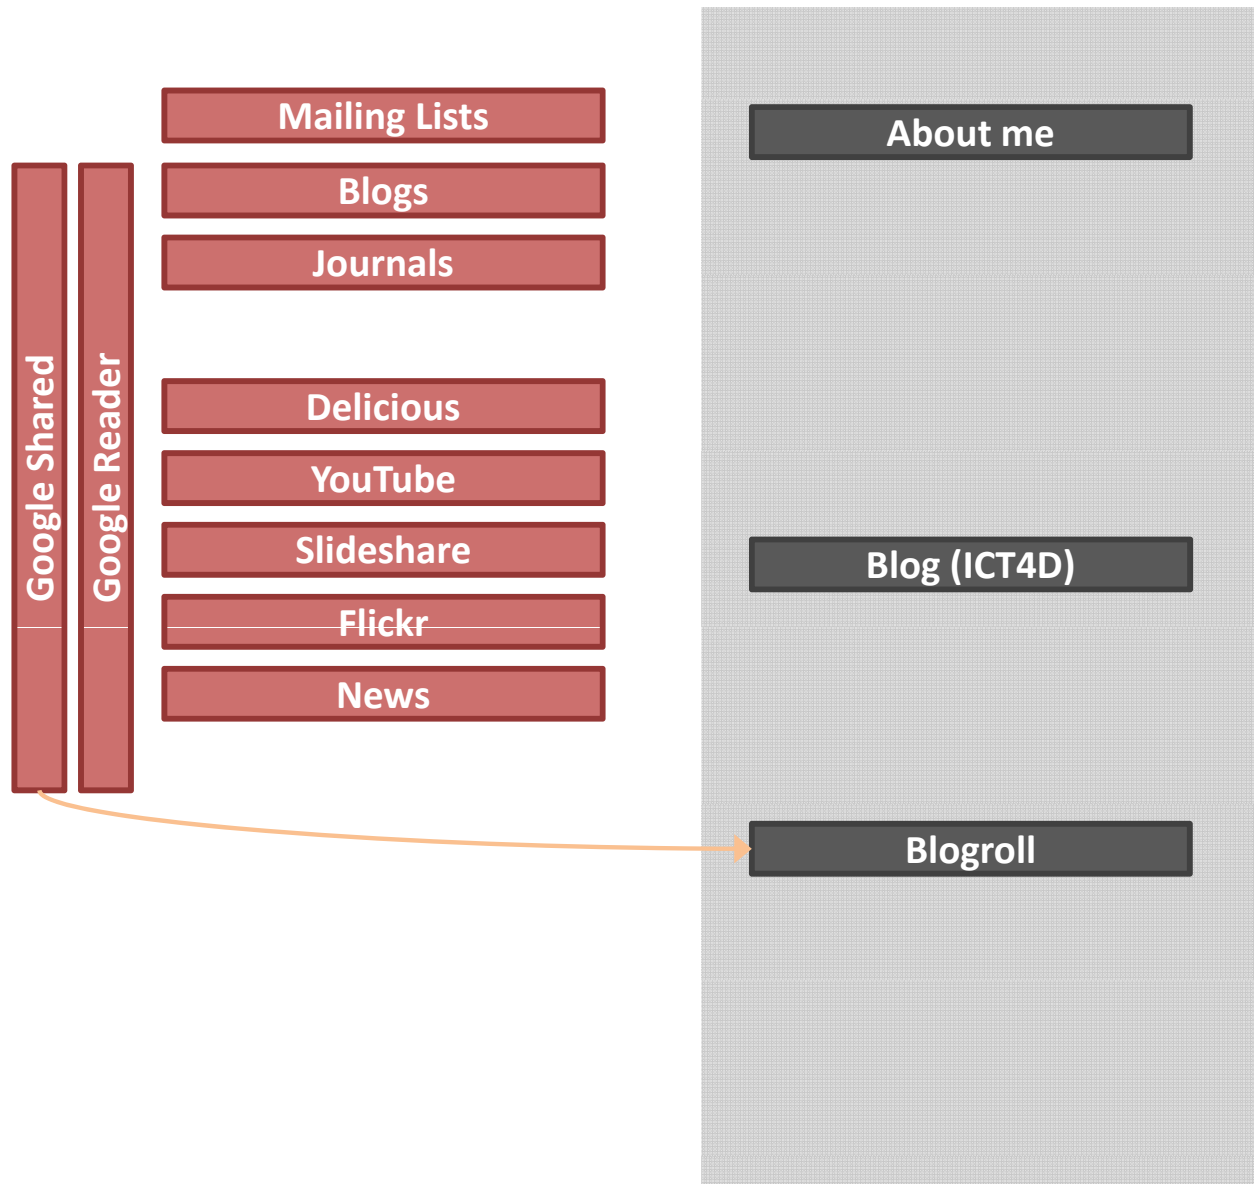 Mailing Lists
About me
Blogs
Journals
Google Shared
Google Reader
Delicious
YouTube
Slideshare
Blog (ICT4D)
Flickr
News
Blogroll